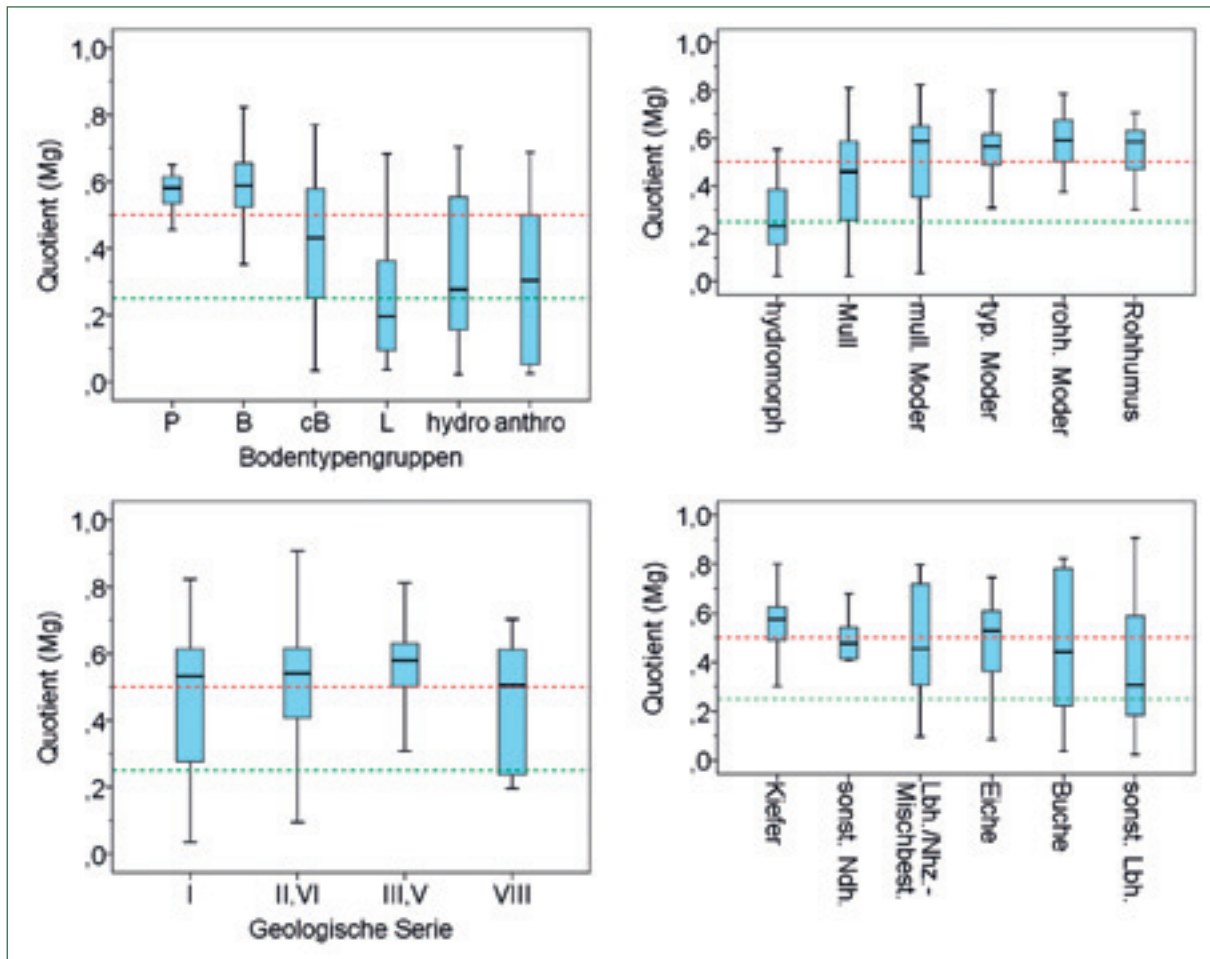 Quotient (Mg)
1,0
,8
,6
,4
,2
,0
P B cB L hydro anthro
Bodentypengruppen
Quotient (Mg)
1,0
,8
,6
,4
,2
,0
hydromorph
Mull
mull. Moder
typ. Moder
rohh. Moder
Rohhumus
Quotient (Mg)
1,0
,8
,6
,4
,2
,0
I II,VI III,V VIII
Geologische Serie
Quotient (Mg)
1,0
,8
,6
,4
,2
,0
Kiefer
sonst. Ndh.
Lbh./Nhz.-
Mischbest.
Eiche
Buche
sonst. Lbh.